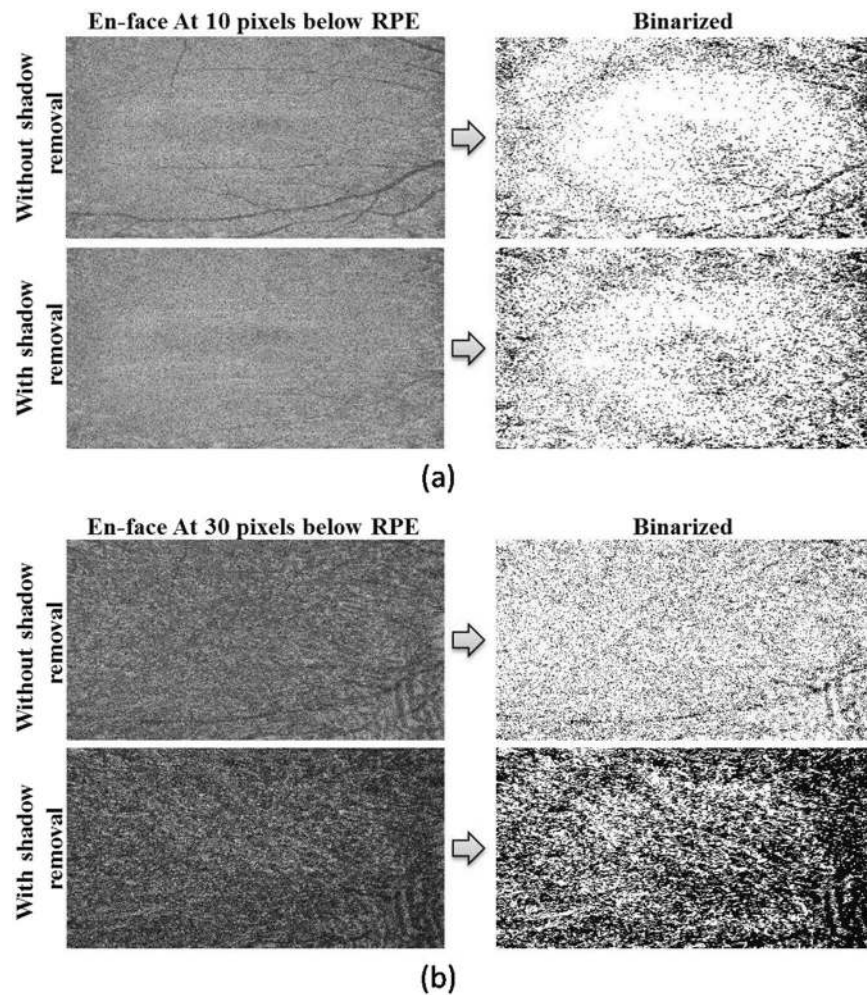 En-face At 10 pixels below RPE
Binarized
Without shadow
removal
With shadow
removal
(a)
En-face At 30 pixels below RPE
Binarized
Without shadow
removal
With shadow
removal
(b)